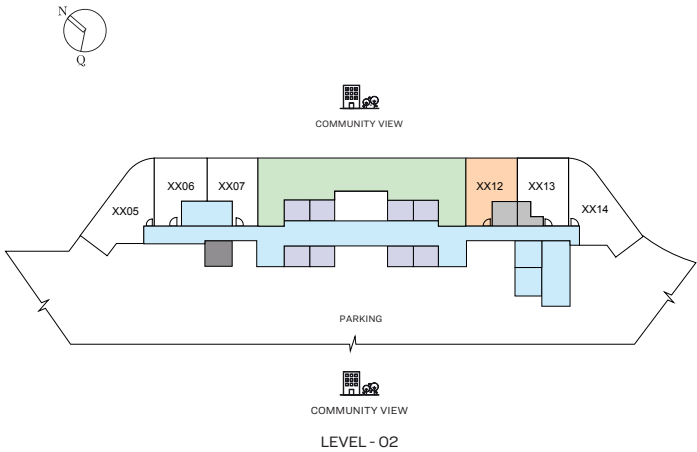 N
Q
COMMUNITY VIEW
XX05
XX06
XX07
XX12
XX13
XX14
PARKING
COMMUNITY VIEW
LEVEL - 02